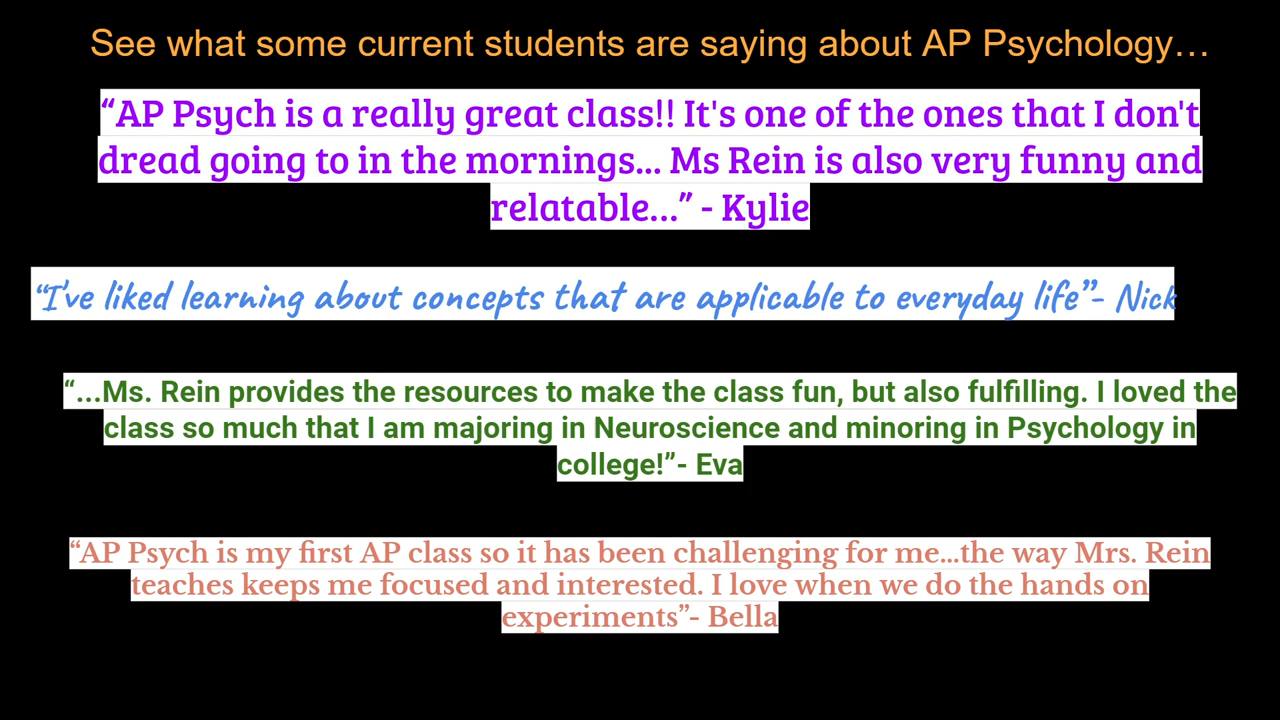 See what some current students are saying about AP Psychology…
“AP Psych is a really great class!! It's one of the ones that I don't
dread going to in the mornings... Ms Rein is also very funny and
relatable...” - Kylie
“I've liked learning about concepts that are applicable to everyday life”- Nick
“...Ms. Rein provides the resources to make the class fun, but also fulfilling. I loved the
class so much that I am majoring in Neuroscience and minoring in Psychology in
college!”- Eva
“AP Psych is my first AP class so it has been challenging for me...the way Mrs. Rein
teaches keeps me focused and interested. I love when we do the hands on
experiments”- Bella